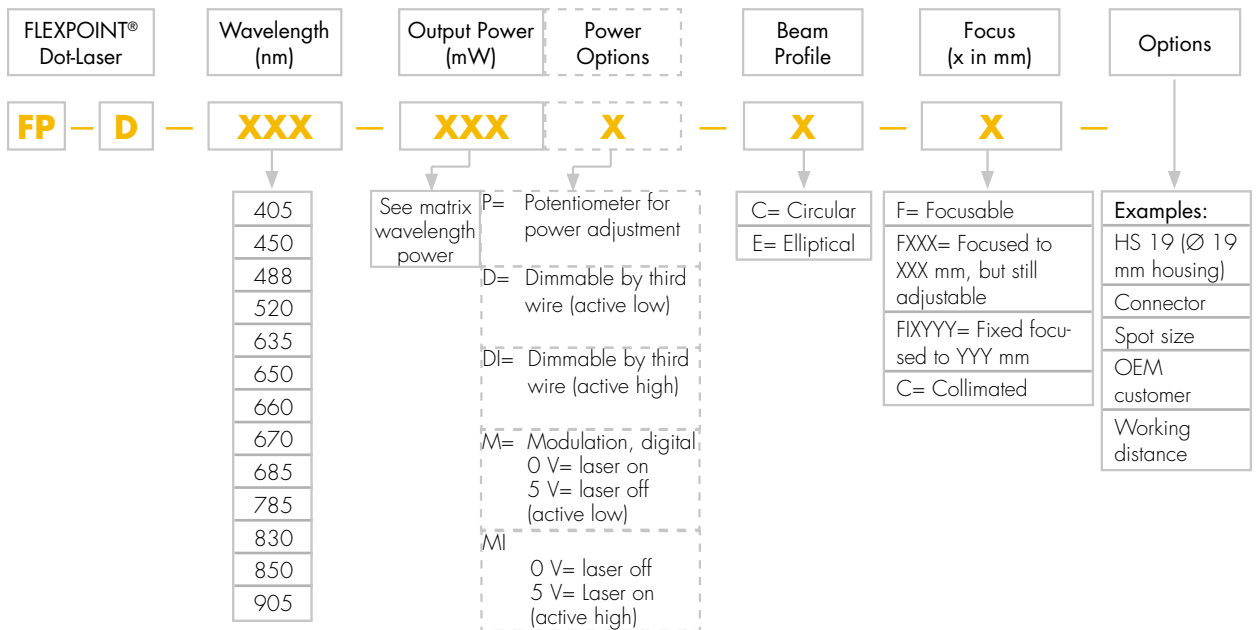 FLEXPOINT®
Dot-Laser
Wavelength
(nm)
Output Power
(mW)
Power
Options
Beam
Profile
Focus
(x in mm)
Options
FP — D — XXX — XXX X — X — X —
405
450
488
520
635
650
660
670
685
785
830
850
905
See matrix
wavelength
power
P= Potentiometer for
power adjustment
D= Dimmable by third
wire (active low)
DI= Dimmable by third
wire (active high)
M= Modulation, digital
0 V= laser on
5 V= laser off
(active low)
MI
0 V= laser off
5 V= Laser on
(active high)
C= Circular
E= Elliptical
F= Focusable
FXXX= Focused to
XXX mm, but still
adjustable
FIXYYY= Fixed focu-
sed to YYY mm
C= Collimated
Examples:
HS 19 (Ø 19
mm housing)
Connector
Spot size
OEM
customer
Working
distance